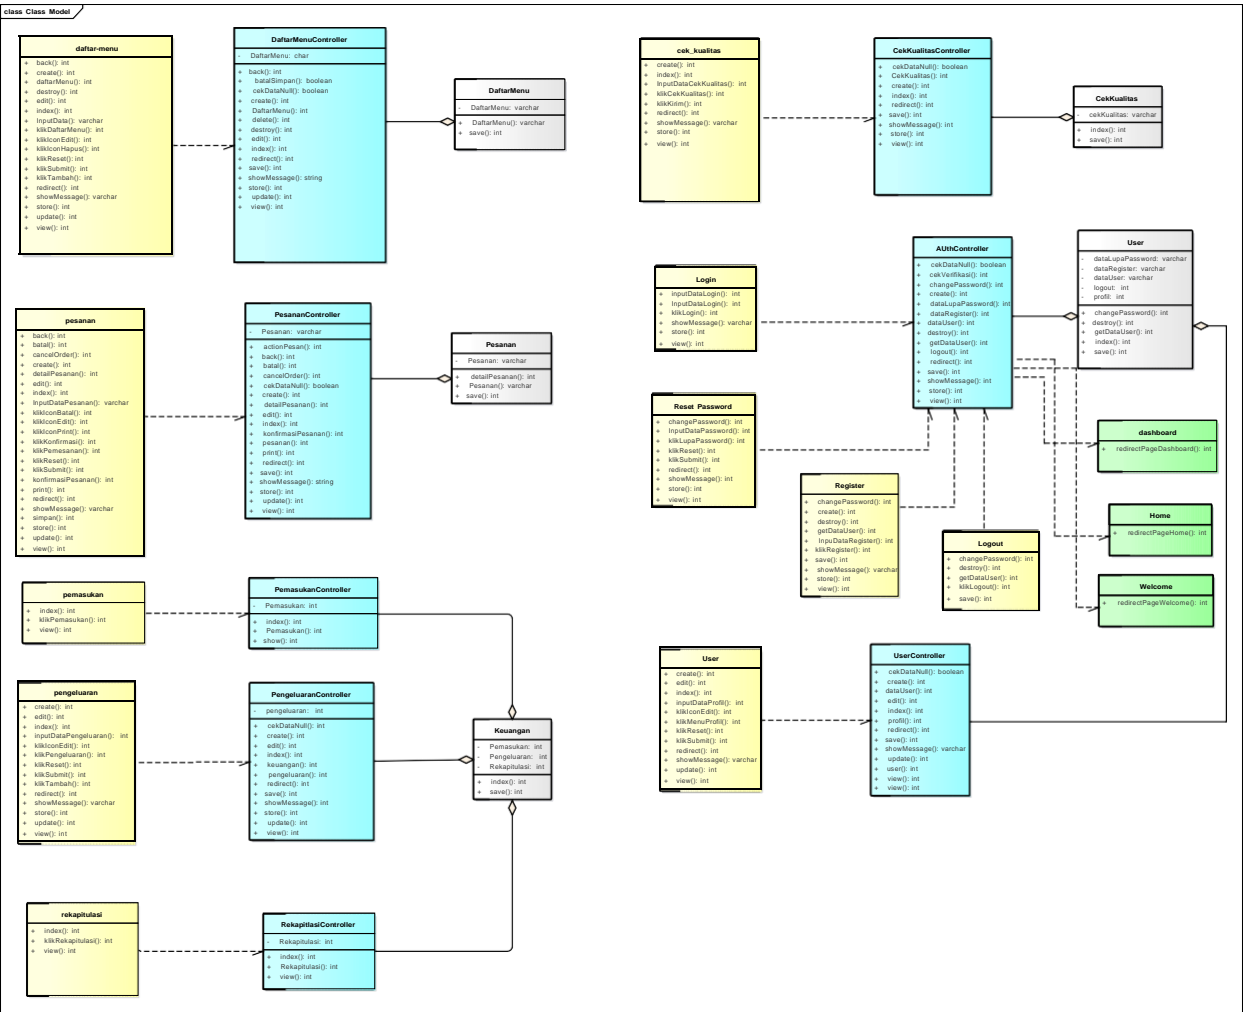 class Class Model
daftar-menu
+ back(): int
+ create(): int
+ daftarMenu(): int
+ destroy(): int
+ edit(): int
+ index(): int
+ InputData(): varchar
+ klikDaftarMenu(): int
+ klikIconEdit(): int
+ klikIconHapus(): int
+ klikReset(): int
+ klikSubmit(): int
+ klikTambah(): int
+ redirect(): int
+ showMessage(): varchar
+ store(): int
+ update(): int
+ view(): int
DaftarMenuController
- DaftarMenu: char
+ back(): int
+ batalSimpan(): boolean
+ cekDataNull(): boolean
+ create(): int
+ DaftarMenu(): int
+ delete(): int
+ destroy(): int
+ edit(): int
+ index(): int
+ redirect(): int
+ save(): int
+ showMessage(): string
+ store(): int
+ update(): int
+ view(): int
DaftarMenu
- DaftarMenu: varchar
+ DaftarMenu(): varchar
+ save(): int
cek_kualitas
+ create(): int
+ index(): int
+ InputDataCekKualitas(): int
+ klikCekKualitas(): int
+ klikKirim(): int
+ redirect(): int
+ showMessage(): varchar
+ store(): int
+ view(): int
CekKualitasController
+ cekDataNull(): boolean
+ CekKualitas(): int
+ create(): int
+ index(): int
+ redirect(): int
+ save(): int
+ showMessage(): int
+ store(): int
+ view(): int
CekKualitas
- cekKualitas: varchar
+ index(): int
+ save(): int
Login
+ inputDataLogin(): int
+ InputDataLogin(): int
+ klikLogin(): int
+ showMessage(): varchar
+ store(): int
+ view(): int
AUthController
+ cekDataNull(): boolean
+ cekVerifikasi(): int
+ changePassword(): int
+ create(): int
+ dataLupaPassword(): int
+ dataRegister(): int
+ dataUser(): int
+ destroy(): int
+ getDataUser(): int
+ logout(): int
+ redirect(): int
+ save(): int
+ showMessage(): int
+ store(): int
+ view(): int
User
- dataLupaPassword: varchar
- dataRegister: varchar
- dataUser: varchar
- logout: int
- profil: int
+ changePassword(): int
+ destroy(): int
+ getDataUser(): int
+ index(): int
+ save(): int
pesanan
+ back(): int
+ batal(): int
+ cancelOrder(): int
+ create(): int
+ detailPesanan(): int
+ edit(): int
+ index(): int
+ InputDataPesanan(): varchar
+ klikIconBatal(): int
+ klikIconEdit(): int
+ klikIconPrint(): int
+ klikKonfirmasi(): int
+ klikPemesanan(): int
+ klikReset(): int
+ klikSubmit(): int
+ konfirmasiPesanan(): int
+ print(): int
+ redirect(): int
+ showMessage(): varchar
+ simpan(): int
+ store(): int
+ update(): int
+ view(): int
PesananController
- Pesanan: varchar
+ actionPesan(): int
+ back(): int
+ batal(): int
+ cancelOrder(): int
+ cekDataNull(): boolean
+ create(): int
+ detailPesanan(): int
+ edit(): int
+ index(): int
+ konfirmasiPesanan(): int
+ pesanan(): int
+ print(): int
+ redirect(): int
+ save(): int
+ showMessage(): string
+ store(): int
+ update(): int
+ view(): int
Pesanan
- Pesanan: varchar
+ detailPesanan(): int
+ Pesanan(): varchar
+ save(): int
Reset Password
+ changePassword(): int
+ InputDataPassword(): int
+ klikLupaPassword(): int
+ klikReset(): int
+ klikSubmit(): int
+ redirect(): int
+ showMessage(): int
+ store(): int
+ view(): int
Register
+ changePassword(): int
+ create(): int
+ destroy(): int
+ getDataUser(): int
+ InpuDataRegister(): int
+ klikRegister(): int
+ save(): int
+ showMessage(): varchar
+ store(): int
+ view(): int
Logout
+ changePassword(): int
+ destroy(): int
+ getDataUser(): int
+ klikLogout(): int
+ save(): int
dashboard
+ redirectPageDashboard(): int
Home
+ redirectPageHome(): int
Welcome
+ redirectPageWelcome(): int
pemasukan
+ index(): int
+ klikPemasukan(): int
+ view(): int
PemasukanController
- Pemasukan: int
+ index(): int
+ Pemasukan(): int
+ show(): int
pengeluaran
+ create(): int
+ edit(): int
+ index(): int
+ inputDataPengeluaran(): int
+ klikIconEdit(): int
+ klikPengeluaran(): int
+ klikReset(): int
+ klikSubmit(): int
+ klikTambah(): int
+ redirect(): int
+ showMessage(): varchar
+ store(): int
+ update(): int
+ view(): int
PengeluaranController
- pengeluaran: int
+ cekDataNull(): int
+ create(): int
+ edit(): int
+ index(): int
+ keuangan(): int
+ pengeluaran(): int
+ redirect(): int
+ save(): int
+ showMessage(): int
+ store(): int
+ update(): int
+ view(): int
Keuangan
- Pemasukan: int
- Pengeluaran: int
- Rekapitulasi: int
+ index(): int
+ save(): int
User
+ create(): int
+ edit(): int
+ index(): int
+ inputDataProfil(): int
+ klikIconEdit(): int
+ klikMenuProfil(): int
+ klikReset(): int
+ klikSubmit(): int
+ redirect(): int
+ showMessage(): varchar
+ update(): int
+ view(): int
UserController
+ cekDataNull(): boolean
+ create(): int
+ dataUser(): int
+ edit(): int
+ index(): int
+ profil(): int
+ redirect(): int
+ save(): int
+ showMessage(): varchar
+ update(): int
+ user(): int
+ view(): int
+ view(): int
rekapitulasi
+ index(): int
+ klikRekapitulasi(): int
+ view(): int
RekapitlasiController
- Rekapitulasi: int
+ index(): int
+ Rekapitulasi(): int
+ view(): int